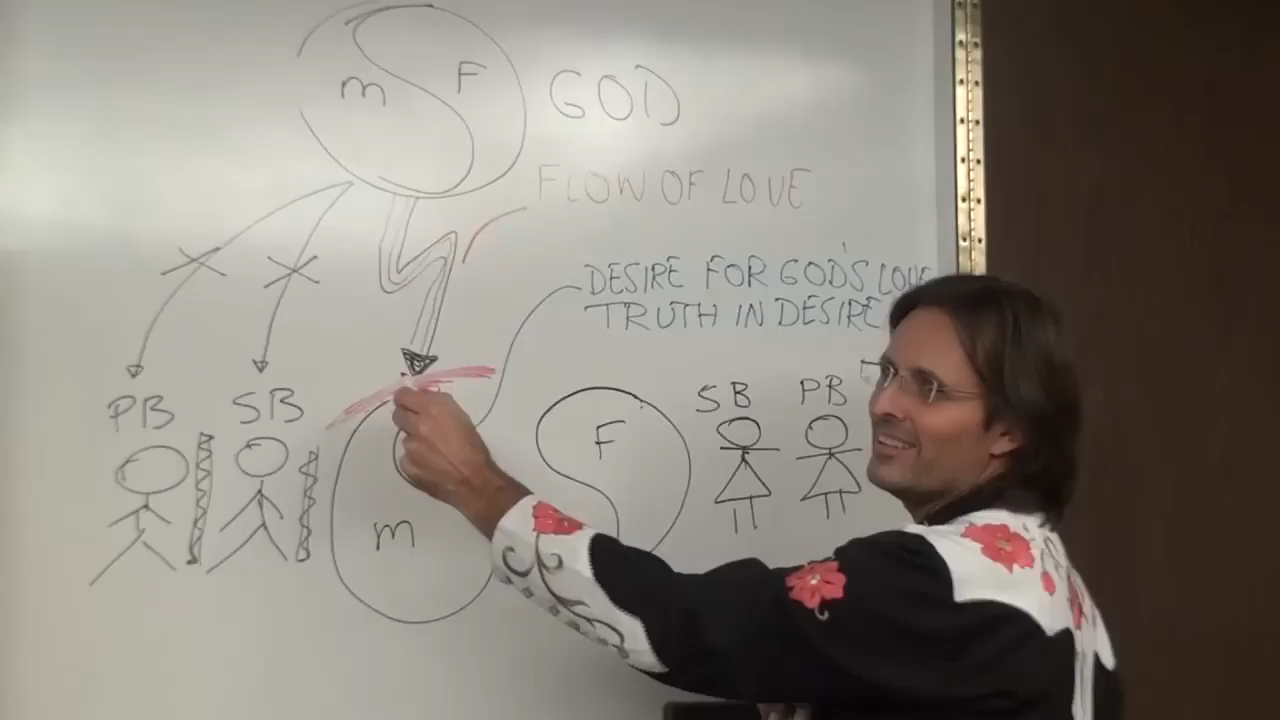 m F GOD
FLOW OF LOVE
DESIRE FOR GOD'S LOVE
TRUTH IN DESIRE
PB SB
SB PB
F
m